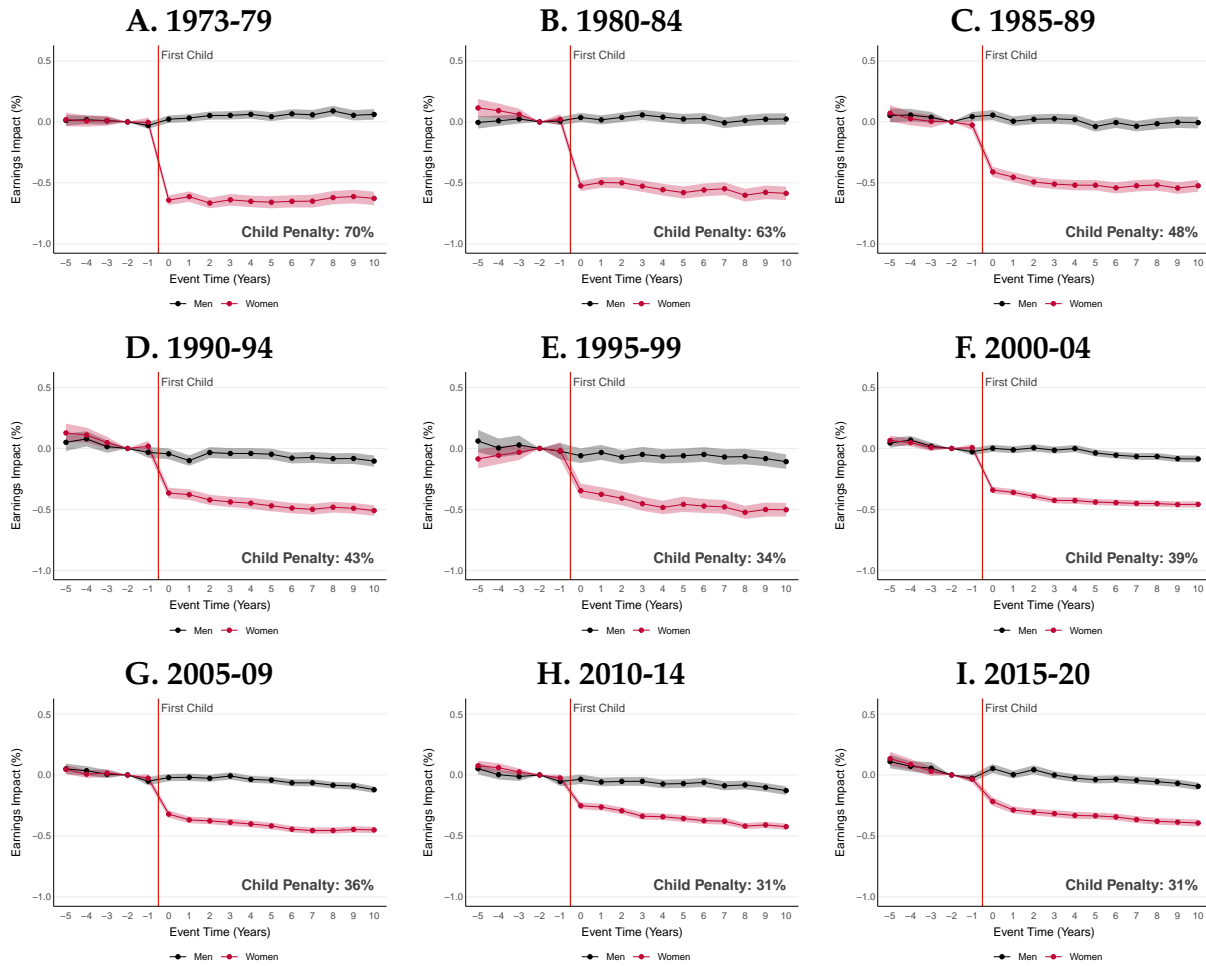 A. 1973-79
First Child
0.5
0.0
−0.5
−1.0
Earnings Impact (%)
Child Penalty: 70%
−5 −4 −3 −2 −1 0 1 2 3 4 5 6 7 8 9 10
Event Time (Years)
Men Women
B. 1980-84
First Child
0.5
0.0
−0.5
−1.0
Earnings Impact (%)
Child Penalty: 63%
−5 −4 −3 −2 −1 0 1 2 3 4 5 6 7 8 9 10
Event Time (Years)
Men Women
C. 1985-89
First Child
0.5
0.0
−0.5
−1.0
Earnings Impact (%)
Child Penalty: 48%
−5 −4 −3 −2 −1 0 1 2 3 4 5 6 7 8 9 10
Event Time (Years)
Men Women
D. 1990-94
First Child
0.5
0.0
−0.5
−1.0
Earnings Impact (%)
Child Penalty: 43%
−5 −4 −3 −2 −1 0 1 2 3 4 5 6 7 8 9 10
Event Time (Years)
Men Women
E. 1995-99
First Child
0.5
0.0
−0.5
−1.0
Earnings Impact (%)
Child Penalty: 34%
−5 −4 −3 −2 −1 0 1 2 3 4 5 6 7 8 9 10
Event Time (Years)
Men Women
F. 2000-04
First Child
0.5
0.0
−0.5
−1.0
Earnings Impact (%)
Child Penalty: 39%
−5 −4 −3 −2 −1 0 1 2 3 4 5 6 7 8 9 10
Event Time (Years)
Men Women
G. 2005-09
First Child
0.5
0.0
−0.5
−1.0
Earnings Impact (%)
Child Penalty: 36%
−5 −4 −3 −2 −1 0 1 2 3 4 5 6 7 8 9 10
Event Time (Years)
Men Women
H. 2010-14
First Child
0.5
0.0
−0.5
−1.0
Earnings Impact (%)
Child Penalty: 31%
−5 −4 −3 −2 −1 0 1 2 3 4 5 6 7 8 9 10
Event Time (Years)
Men Women
I. 2015-20
First Child
0.5
0.0
−0.5
−1.0
Earnings Impact (%)
Child Penalty: 31%
−5 −4 −3 −2 −1 0 1 2 3 4 5 6 7 8 9 10
Event Time (Years)
Men Women